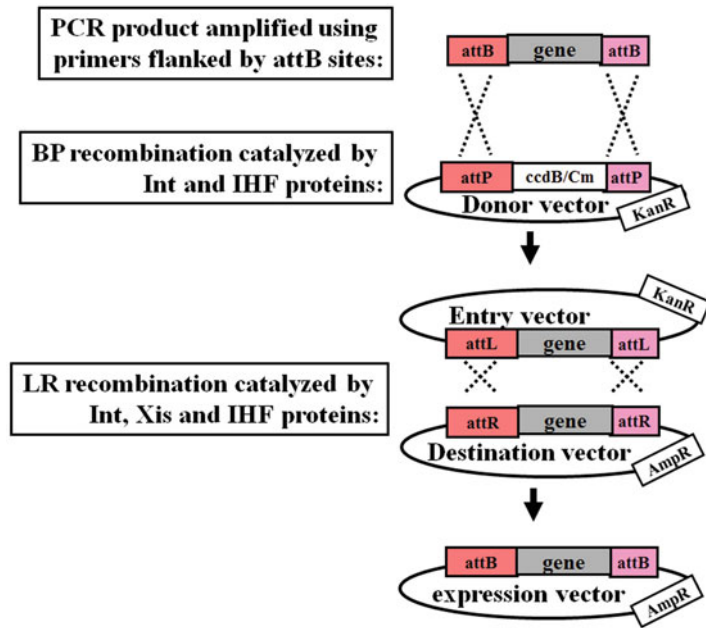 PCR product amplified using
primers flanked by attB sites:
attB gene attB
BP recombination catalyzed by
Int and IHF proteins:
attP ccdB/Cm attP
Donor vector
KanR
KanR
Entry vector
attL gene attL
LR recombination catalyzed by
Int, Xis and IHF proteins:
attR gene attR
Destination vector
AmpR
attB gene attB
expression vector
AmpR